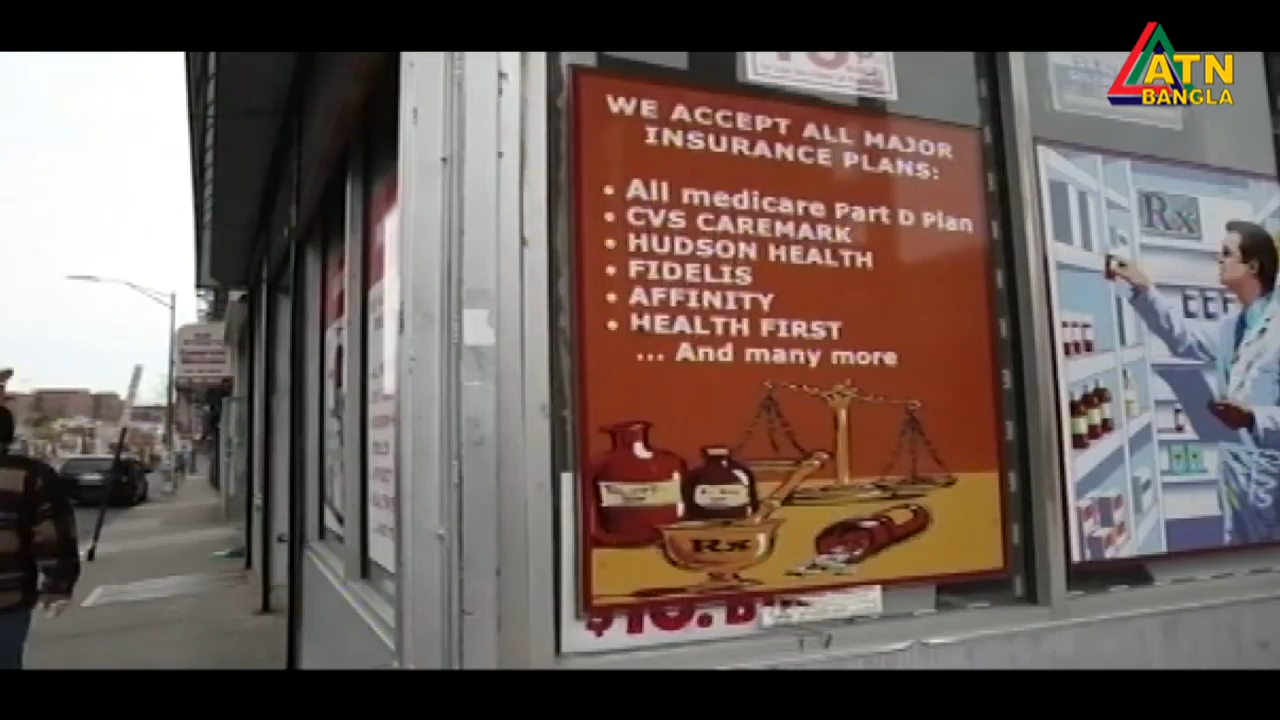 ATN
BANGLA
WE ACCEPT ALL MAJOR
INSURANCE PLANS:
• All medicare Part D Plan
• CVS CAREMARK
• HUDSON HEALTH
• FIDELIS
• AFFINITY
• HEALTH FIRST
... And many more
Rx
Rx